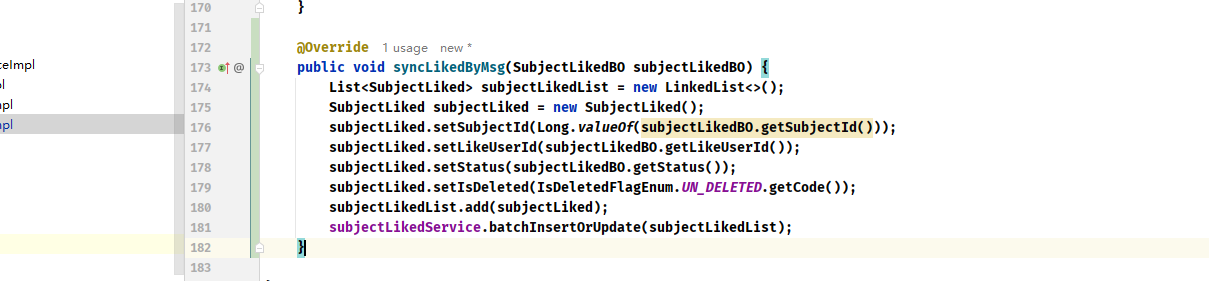 170 }
171
172 @Override 1 usage new *
ceImpl 173 @ public void syncLikedByMsg(SubjectLikedBO subjectLikedBO) {
pl 174 List<SubjectLiked> subjectLikedList = new LinkedList<>();
mpl 175 SubjectLiked subjectLiked = new SubjectLiked();
mpl 176 subjectLiked.setSubjectId(Long.valueOf(subjectLikedBO.getSubjectId()));
177 subjectLiked.setLikeUserId(subjectLikedBO.getLikeUserId());
178 subjectLiked.setStatus(subjectLikedBO.getStatus());
179 subjectLiked.setIsDeleted(IsDeletedFlagEnum.UN_DELETED.getCode());
180 subjectLikedList.add(subjectLiked);
181 subjectLikedService.batchInsertOrUpdate(subjectLikedList);
182 }
183